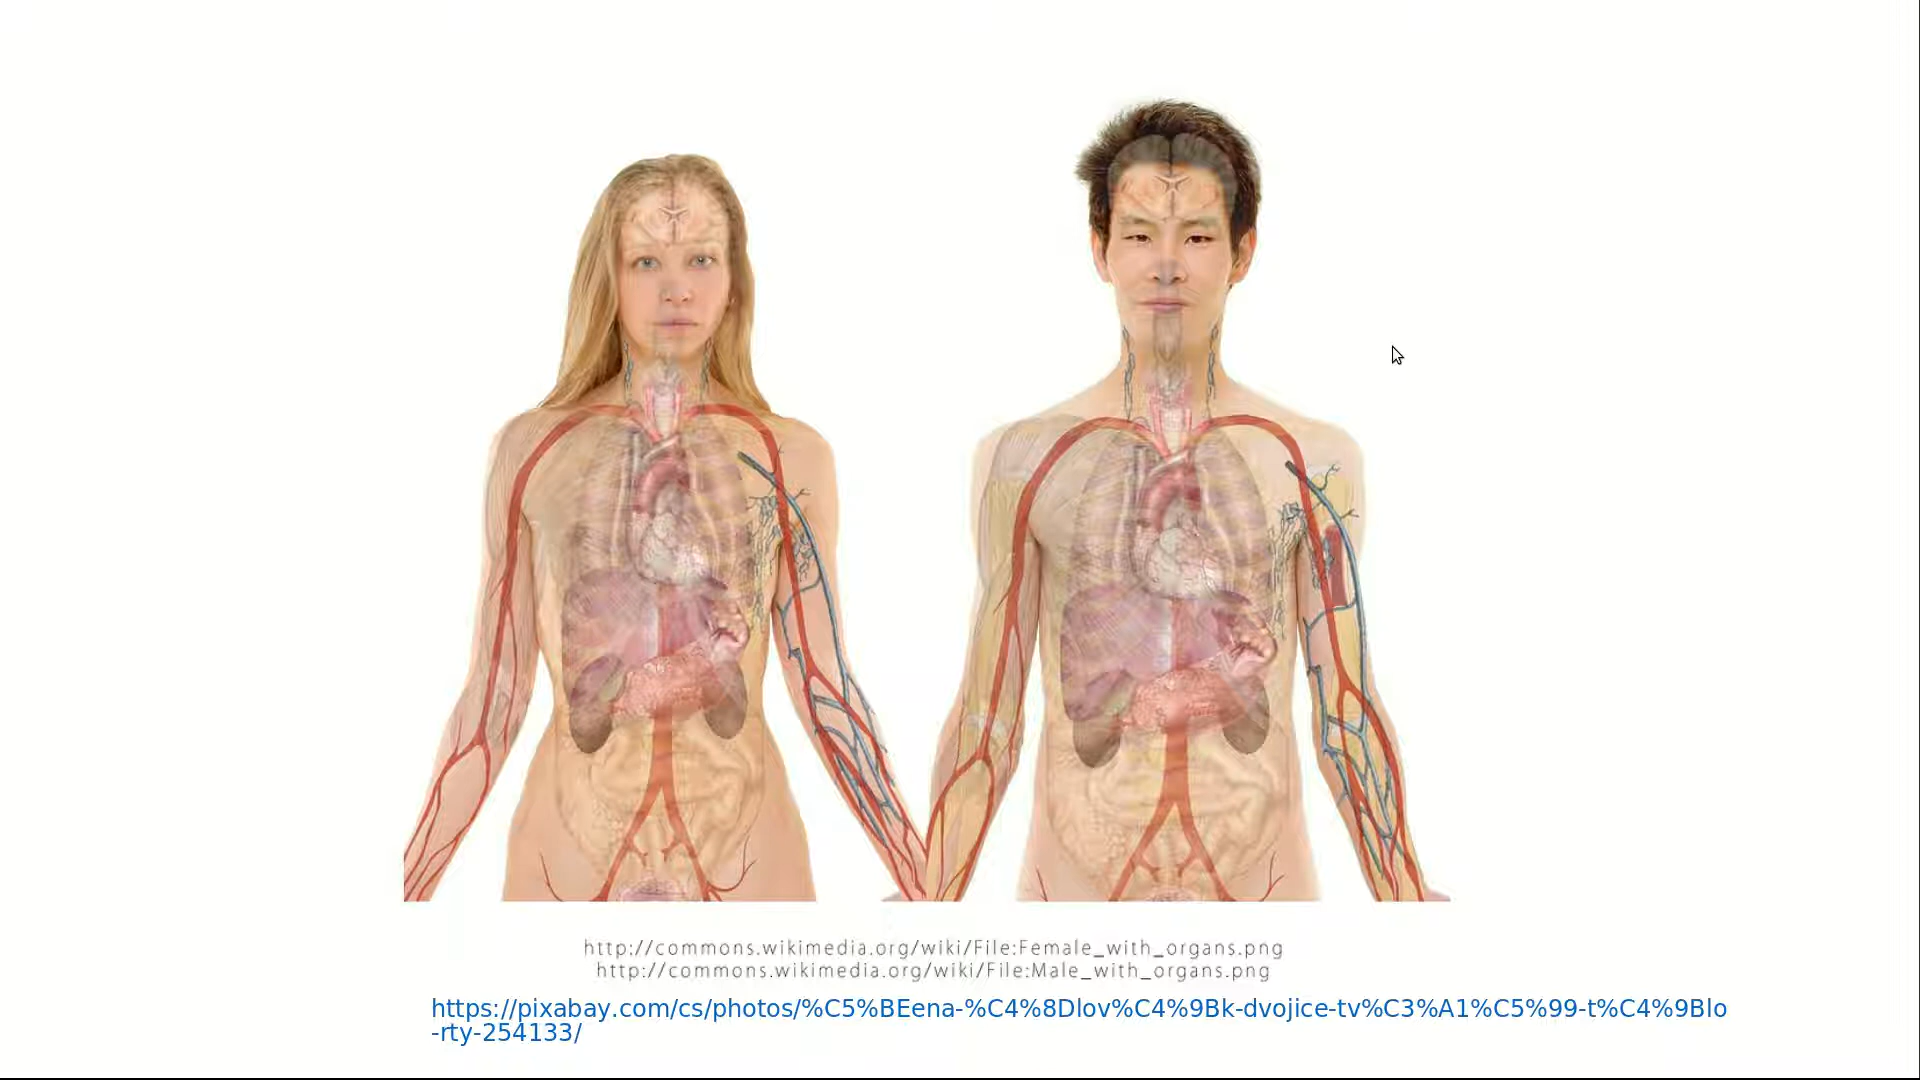 http://commons.wikimedia.org/wiki/File:Female_with_organs.png
http://commons.wikimedia.org/wiki/File:Male_with_organs.png
https://pixabay.com/cs/photos/%C5%BEena-%C4%8Dlov%C4%9Bk-dvojice-tv%C3%A1%C5%99-t%C4%9Blo
-rty-254133/